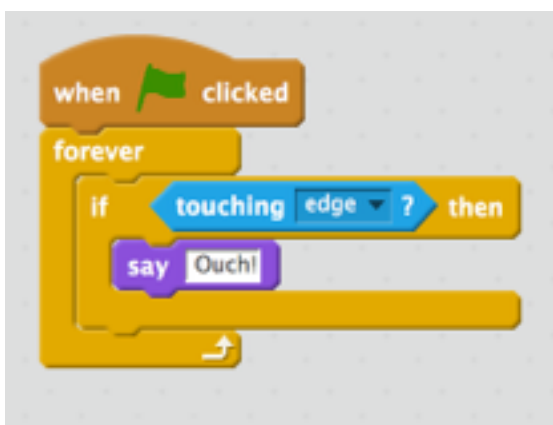 when clicked
forever
if touching edge ? then
say Ouch!